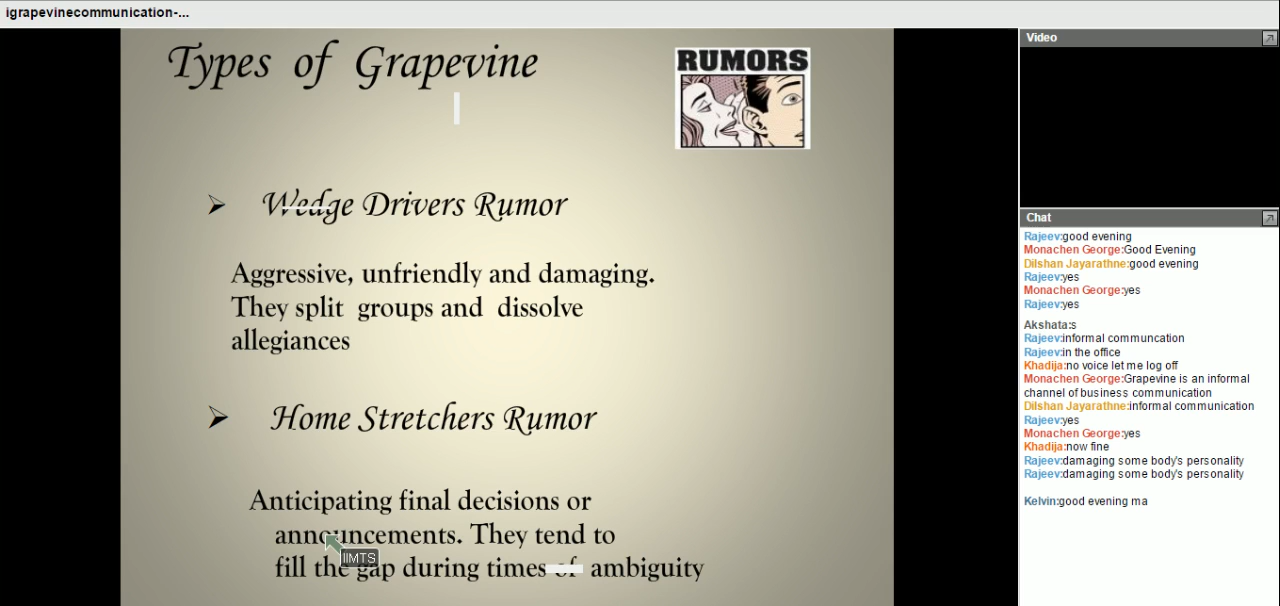 igrapevinecommunication-...
Types of Grapevine
RUMORS
Wedge Drivers Rumor
Aggressive, unfriendly and damaging.
They split groups and dissolve
allegiances
Home Stretchers Rumor
Anticipating final decisions or
announcements. They tend to
fill the gap during times of ambiguity
IIMTS
Video
Chat
Rajeev:good evening
Monachen George:Good Evening
Dilshan Jayarathne:good evening
Rajeev:yes
Monachen George:yes
Rajeev:yes
Akshata:s
Rajeev:informal communcation
Rajeev:in the office
Khadija:no voice let me log off
Monachen George:Grapevine is an informal
channel of business communication
Dilshan Jayarathne:informal communication
Rajeev:yes
Monachen George:yes
Khadija:now fine
Rajeev:damaging some body's personality
Rajeev:damaging some body's personality
Kelvin:good evening ma